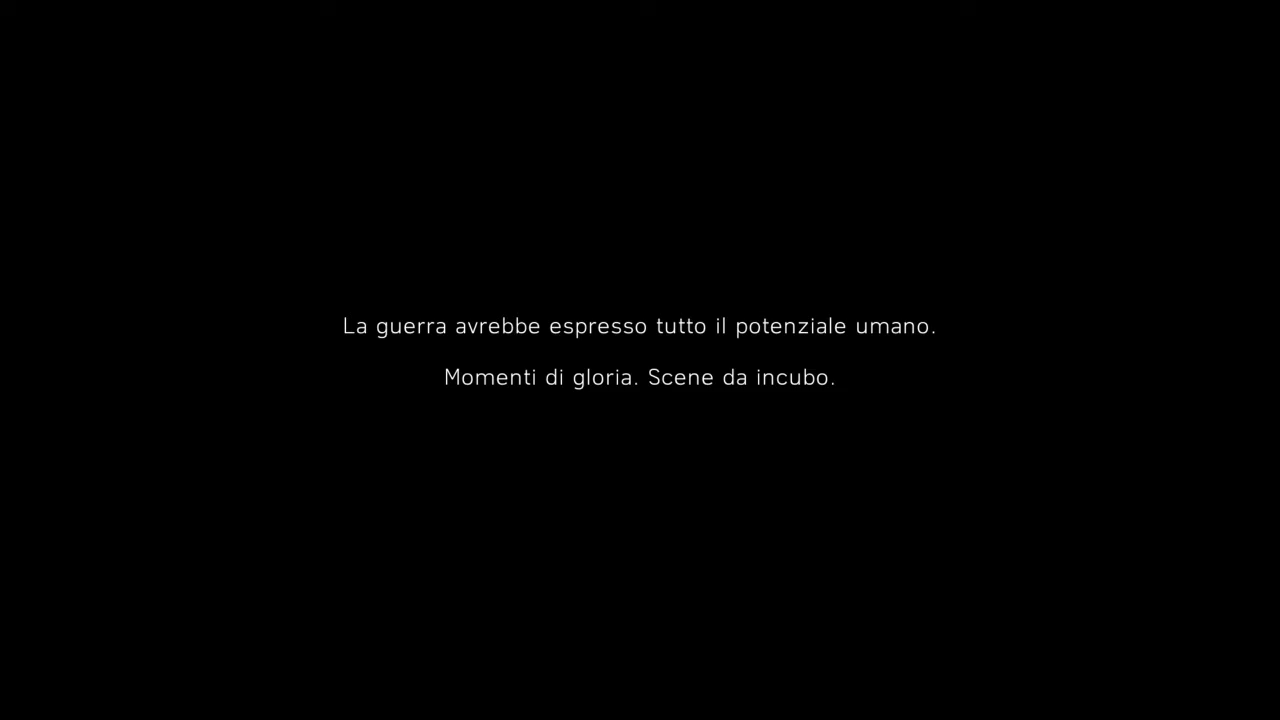 La guerra avrebbe espresso tutto il potenziale umano.
Momenti di gloria. Scene da incubo.